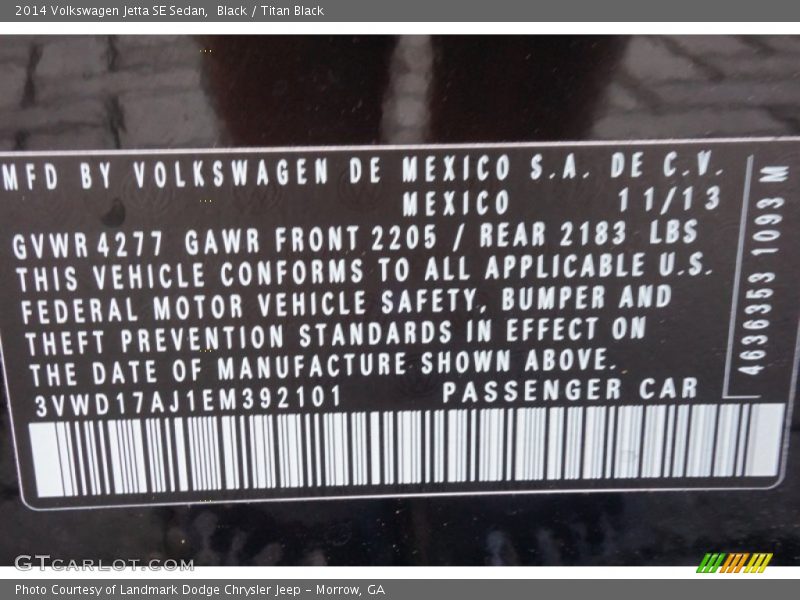 2014 Volkswagen Jetta SE Sedan,  Black / Titan Black
MFD BY VOLKSWAGEN DE MEXICO S.A. DE C.V.
MEXICO 11/13
GVWR 4277 GAWR FRONT 2205 / REAR 2183 LBS
THIS VEHICLE CONFORMS TO ALL APPLICABLE U.S.
FEDERAL MOTOR VEHICLE SAFETY, BUMPER AND
THEFT PREVENTION STANDARDS IN EFFECT ON
THE DATE OF MANUFACTURE SHOWN ABOVE.
3VWD17AJ1EM392101 PASSENGER CAR
4636353 1093 M
GTCARLOT.COM
Photo Courtesy of Landmark Dodge Chrysler Jeep - Morrow, GA